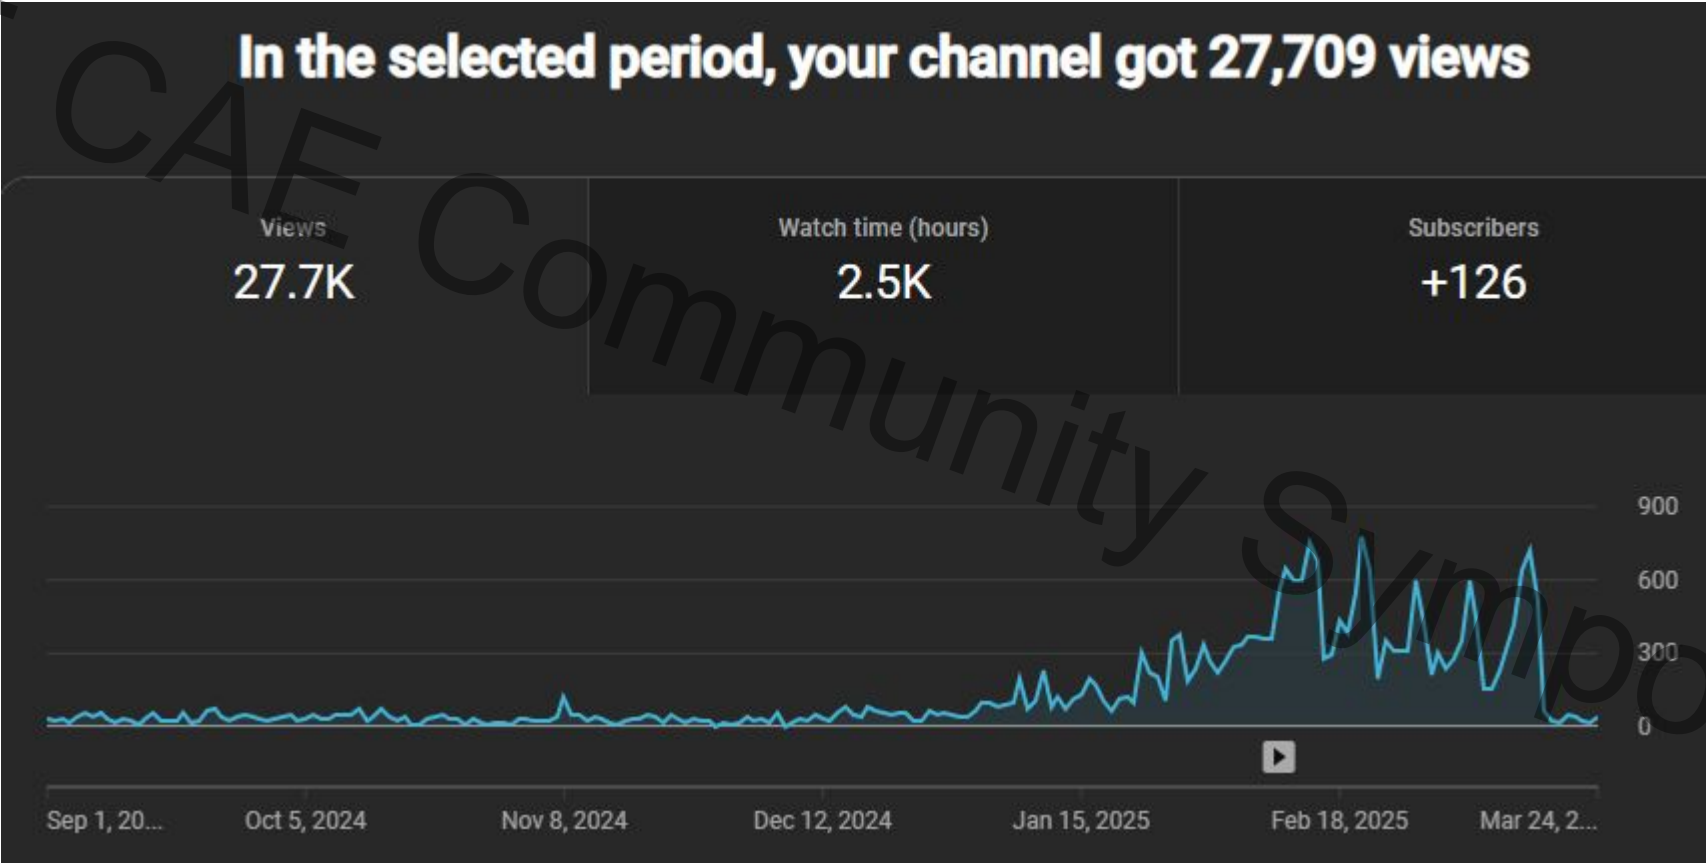 In the selected period, your channel got 27,709 views
CAE Community Sympo
Views
27.7K
Watch time (hours)
2.5K
Subscribers
+126
900
600
300
0
Sep 1, 20...
Oct 5, 2024
Nov 8, 2024
Dec 12, 2024
Jan 15, 2025
Feb 18, 2025
Mar 24, 2...